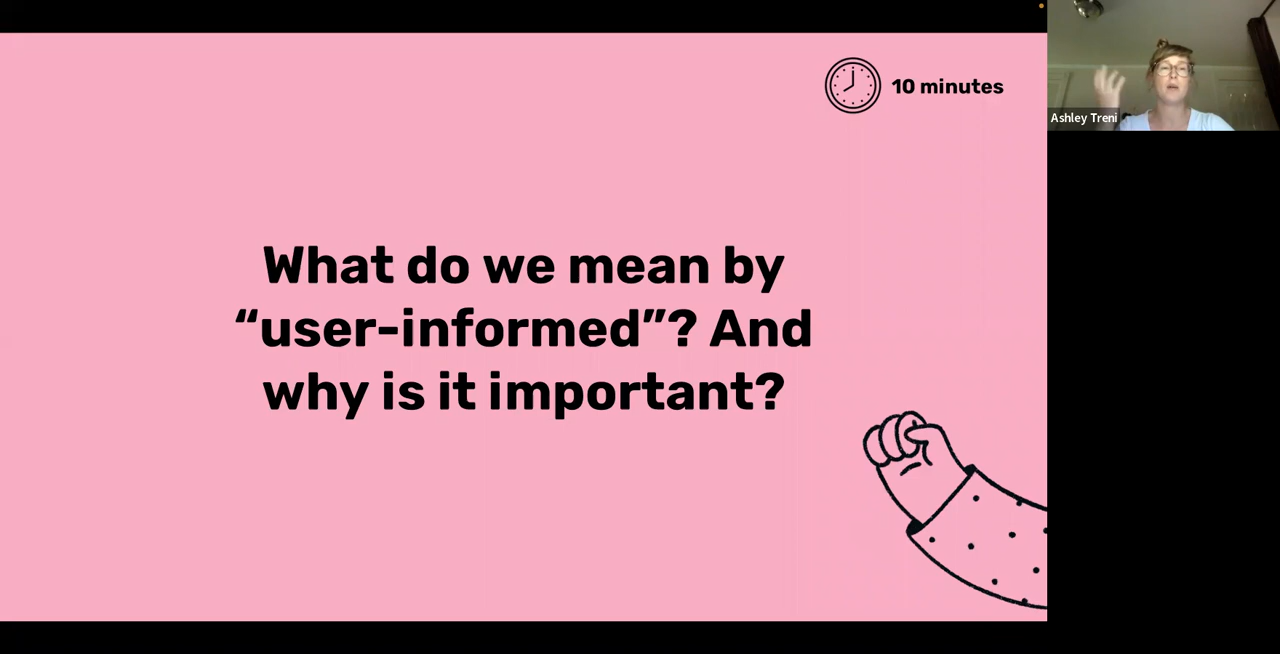 10 minutes
Ashley Treni
What do we mean by
“user-informed”? And
why is it important?